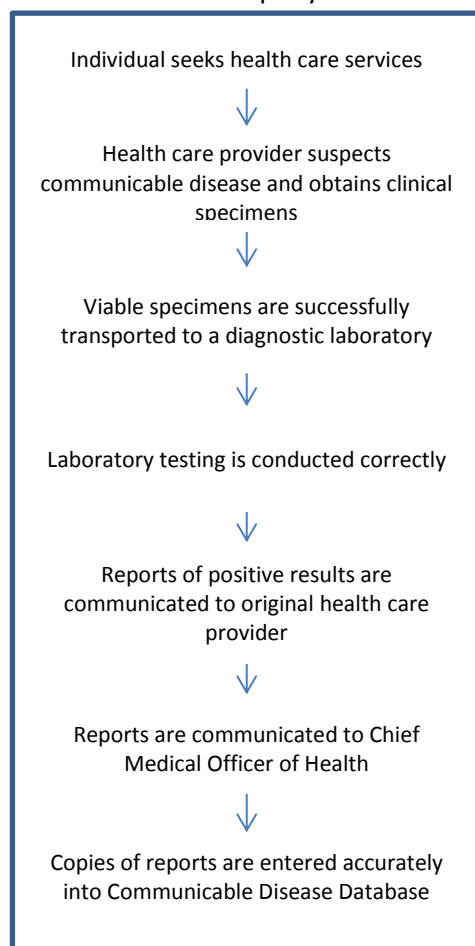 Individual seeks health care services
Health care provider suspects
communicable disease and obtains clinical
specimens
Viable specimens are successfully
transported to a diagnostic laboratory
Laboratory testing is conducted correctly
Reports of positive results are
communicated to original health care
provider
Reports are communicated to Chief
Medical Officer of Health
Copies of reports are entered accurately
into Communicable Disease Database